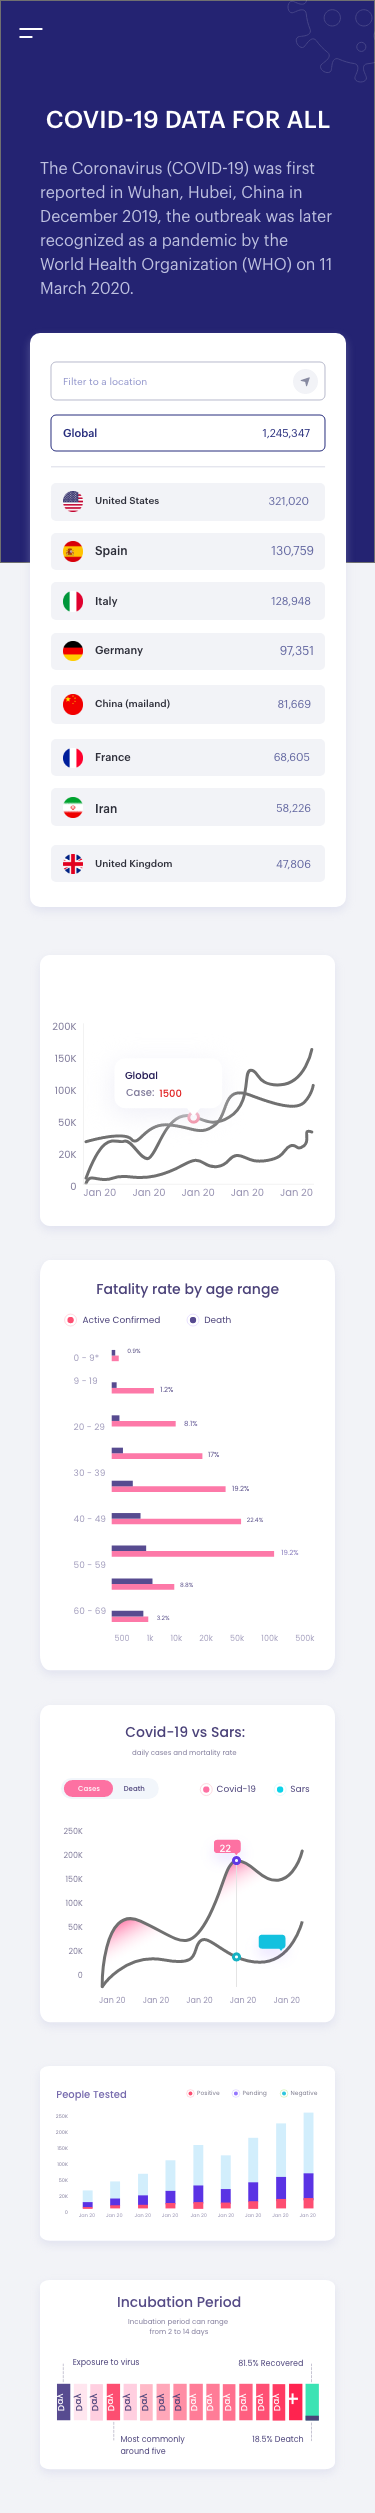 COVID-19 DATA FOR ALL
The Coronavirus (COVID-19) was first
reported in Wuhan, Hubei, China in
December 2019, the outbreak was later
recognized as a pandemic by the
World Health Organization (WHO) on 11
March 2020.
Filter to a location
Global 1,245,347
United States 321,020
Spain 130,759
Italy 128,948
Germany 97,351
China (mailand) 81,669
France 68,605
Iran 58,226
United Kingdom 47,806
200K
150K
100K
50K
20K
0
Global
Case: 1500
Jan 20 Jan 20 Jan 20 Jan 20 Jan 20
Fatality rate by age range
Active Confirmed Death
0 - 9* 0.9%
9 - 19 1.2%
20 - 29 8.1%
17%
30 - 39 19.2%
40 - 49 22.4%
50 - 59 19.2%
8.8%
60 - 69 3.2%
500 1k 10k 20k 50k 100k 500k
Covid-19 vs Sars:
daily cases and mortality rate
Cases Death Covid-19 Sars
250K
200K
150K
100K
50K
20K
0
22
Jan 20 Jan 20 Jan 20 Jan 20 Jan 20
People Tested
Positive Pending Negative
250K
200K
150K
100K
50K
20K
0
Jan 20 Jan 20 Jan 20 Jan 20 Jan 20 Jan 20 Jan 20 Jan 20 Jan 20
Incubation Period
Incubation period can range
from 2 to 14 days
Exposure to virus 81.5% Recovered
DAY DAY DAY DAY DAY DAY DAY DAY DAY DAY DAY DAY DAY DAY +
Most commonly
around five
18.5% Deatch